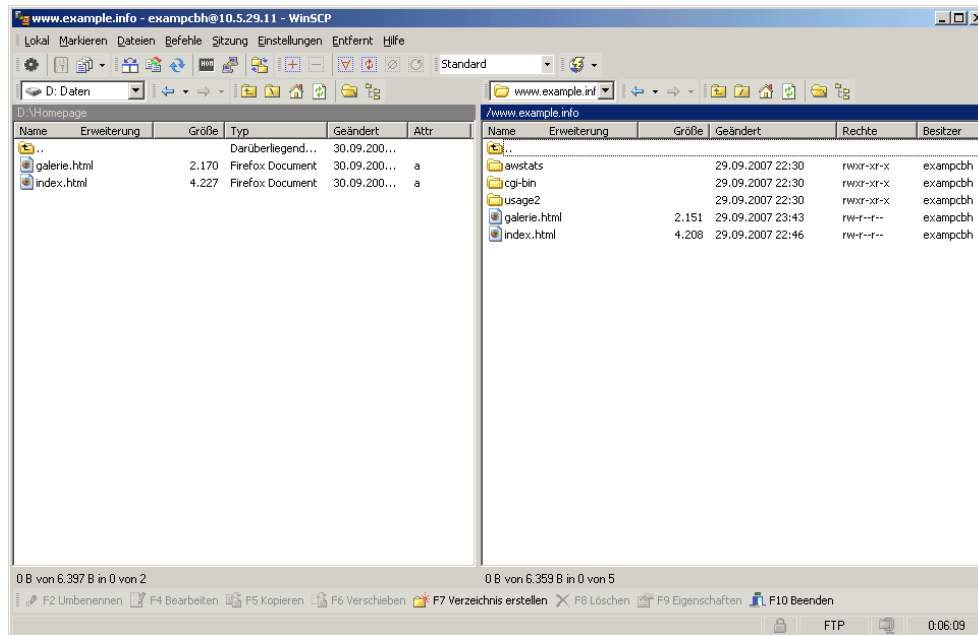 www.example.info - exampcbh@10.5.29.11 - WinSCP
Lokal Markieren Dateien Befehle Sitzung Einstellungen Entfernt Hilfe
Standard
D: Daten www.example.inf
D:\Homepage /www.example.info
Name Erweiterung Größe Typ Geändert Attr Name Erweiterung Größe Geändert Rechte Besitzer
.. Darüberliegend... 30.09.200... ..
galerie.html 2.170 Firefox Document 30.09.200... a awstats 29.09.2007 22:30 rwxr-xr-x exampcbh
index.html 4.227 Firefox Document 30.09.200... a cgi-bin 29.09.2007 22:30 rwxr-xr-x exampcbh
usage2 29.09.2007 22:30 rwxr-xr-x exampcbh
galerie.html 2.151 29.09.2007 23:43 rw-r--r-- exampcbh
index.html 4.208 29.09.2007 22:46 rw-r--r-- exampcbh
0 B von 6.397 B in 0 von 2 0 B von 6.359 B in 0 von 5
F2 Umbenennen F4 Bearbeiten F5 Kopieren F6 Verschieben F7 Verzeichnis erstellen F8 Löschen F9 Eigenschaften F10 Beenden
FTP 0:06:09